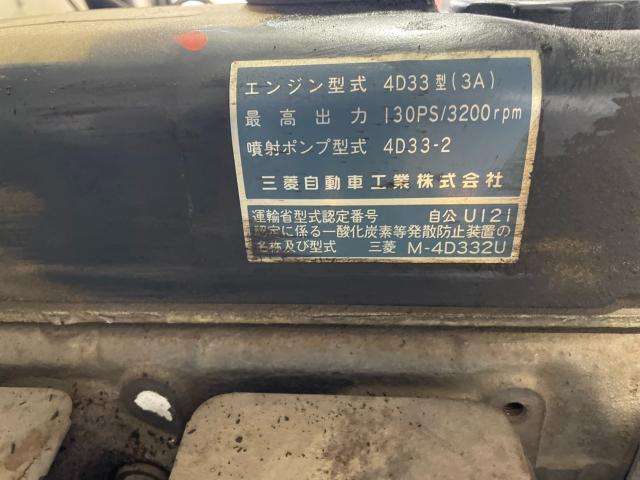 エンジン型式 4D33型(3A)
最高出力 130PS/3200rpm
噴射ポンプ型式 4D33-2
三菱自動車工業株式会社
運輸省型式認定番号 自公 U121
認定に係る一酸化炭素等発散防止装置の
名称及び型式 三菱 M-4D332U